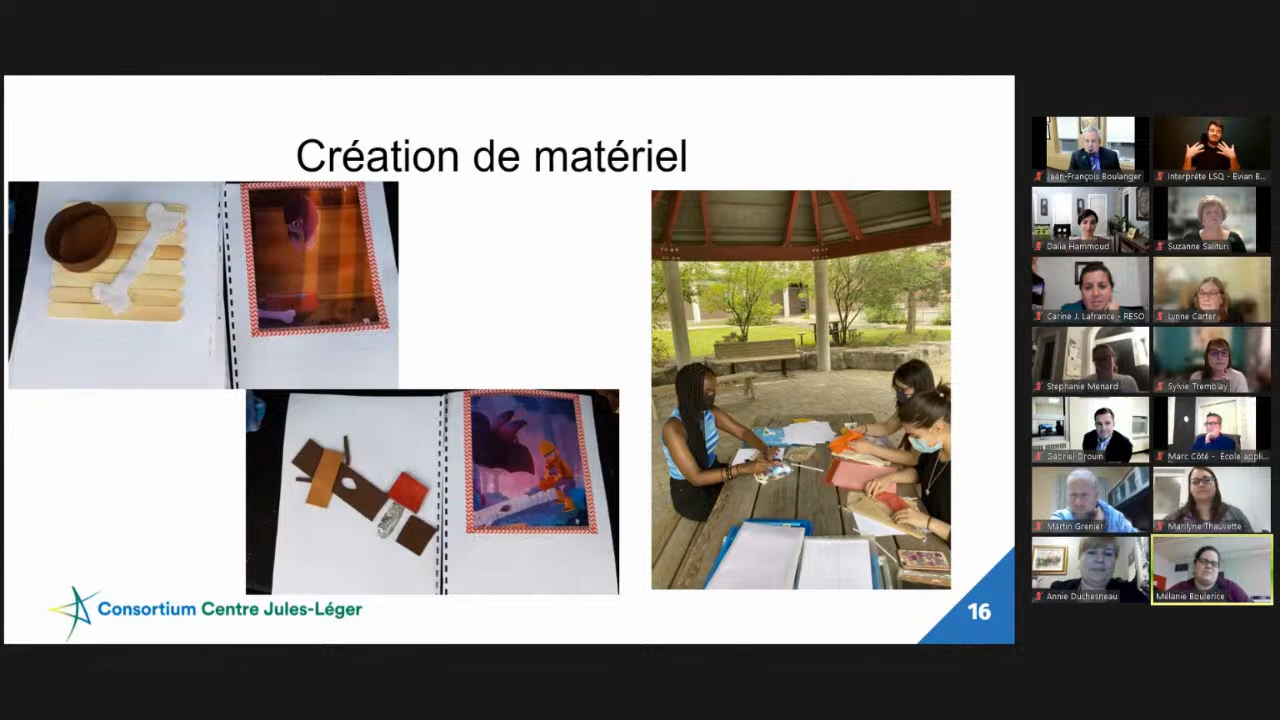 Création de matériel
Consortium Centre Jules-Léger
16
Jean-François Boulanger
Interprète LSQ - Evian B...
Dalia Hammoud
Suzanne Salituri
Carine J. Lafrance - RESO
Lynne Carter
Stephanie Menard
Sylvie Tremblay
Gabriel Drouin
Marc Côté - Ecole appli...
Martin Grenier
Marilyne Thauvette
Annie Duchesneau
Mélanie Boulerice